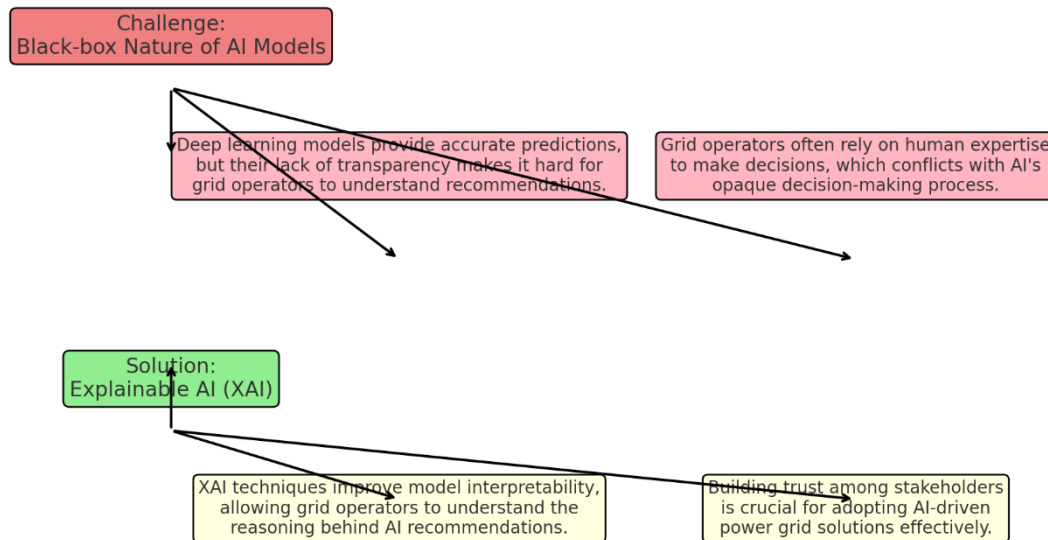 Challenge:
Black-box Nature of AI Models
Deep learning models provide accurate predictions,
but their lack of transparency makes it hard for
grid operators to understand recommendations.
Grid operators often rely on human expertise
to make decisions, which conflicts with AI's
opaque decision-making process.
Solution:
Explainable AI (XAI)
XAI techniques improve model interpretability,
allowing grid operators to understand the
reasoning behind AI recommendations.
Building trust among stakeholders
is crucial for adopting AI-driven
power grid solutions effectively.